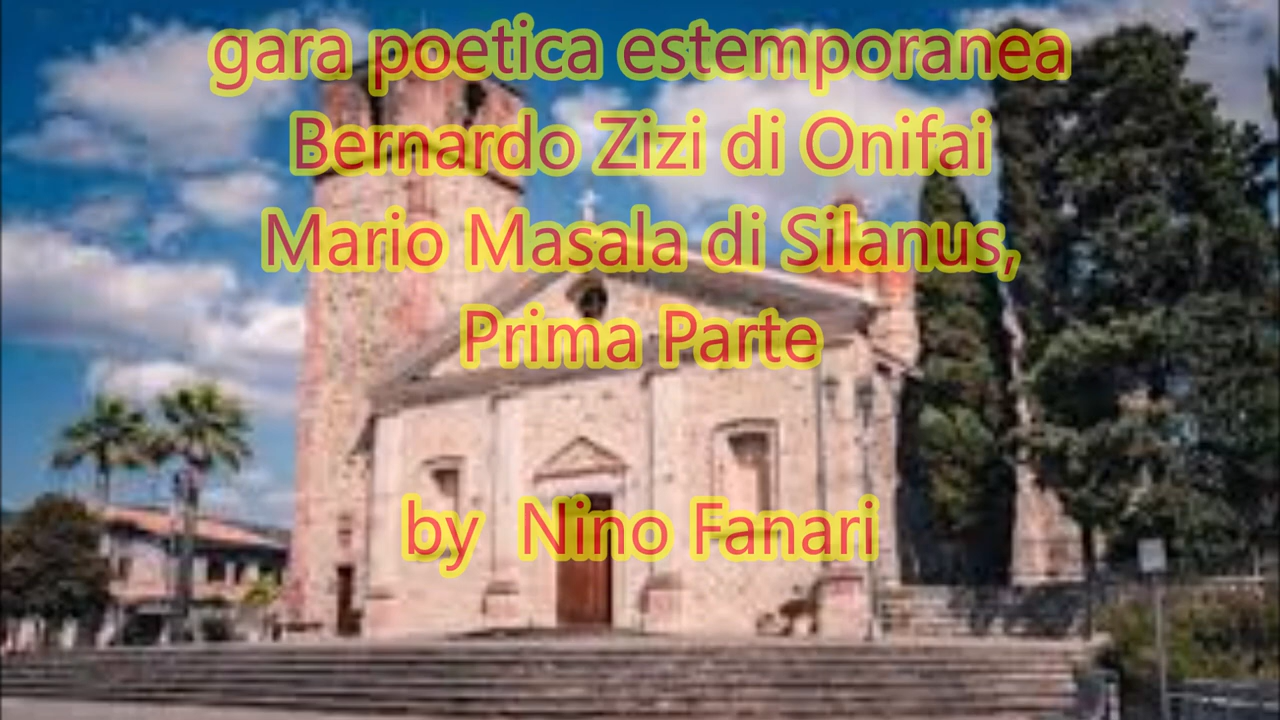 gara poetica estemporanea
Bernardo Zizi di Onifai
Mario Masala di Silanus,
Prima Parte
by  Nino Fanari